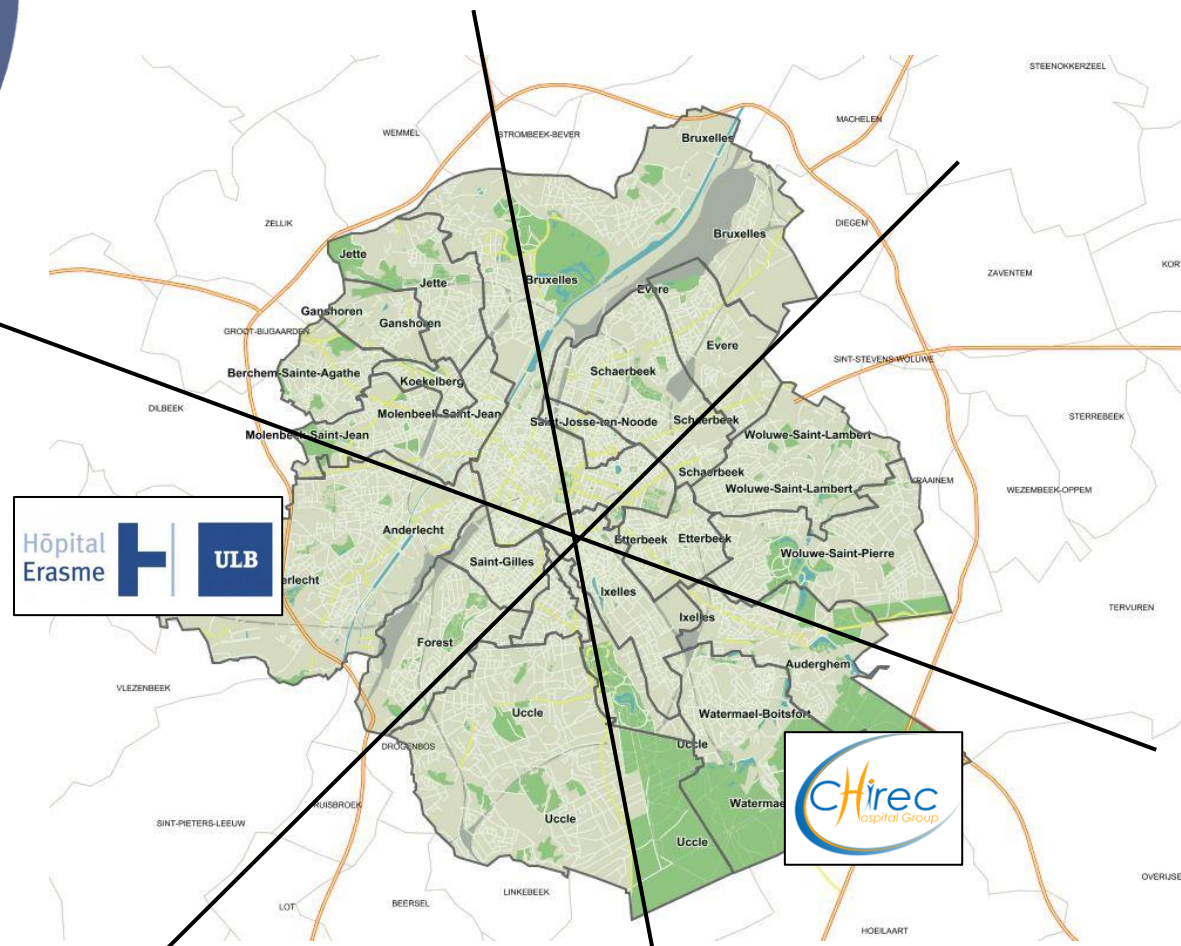 STEENOKKERZEEL
MACHELEN
WEMMEL
STROMBEEK-BEVER
Bruxelles
ZELLIK
DIEGEM
Bruxelles
Jette
ZAVENTEM
Jette
Bruxelles
Evere
Ganshoren
Ganshoren
GROOT-BIJGAARDEN
Evere
SINT-STEVENS-WOLUWE
Berchem-Sainte-Agathe
Schaerbeek
Koekelberg
DILBEEK
Molenbeek-Saint-Jean
STERREBEEK
Saint-Josse-ten-Noode
Schaerbeek
Molenbeek-Saint-Jean
Woluwe-Saint-Lambert
Schaerbeek
KRAAINEM
Woluwe-Saint-Lambert
WEZEMBEEK-OPPEM
Anderlecht
Etterbeek
Etterbeek
Hôpital
Erasme
ULB
Saint-Gilles
Woluwe-Saint-Pierre
erlecht
Ixelles
TERVUREN
Ixelles
Forest
Auderghem
VLEZENBEEK
Uccle
Watermael-Boitsfort
DROGENBOS
Uccle
RUISBROEK
Watermae
CHirec
Hospital Group
SINT-PIETERS-LEEUW
Uccle
Uccle
OVERIJSE
LINKEBEEK
BEERSEL
LOT
HOEILAART